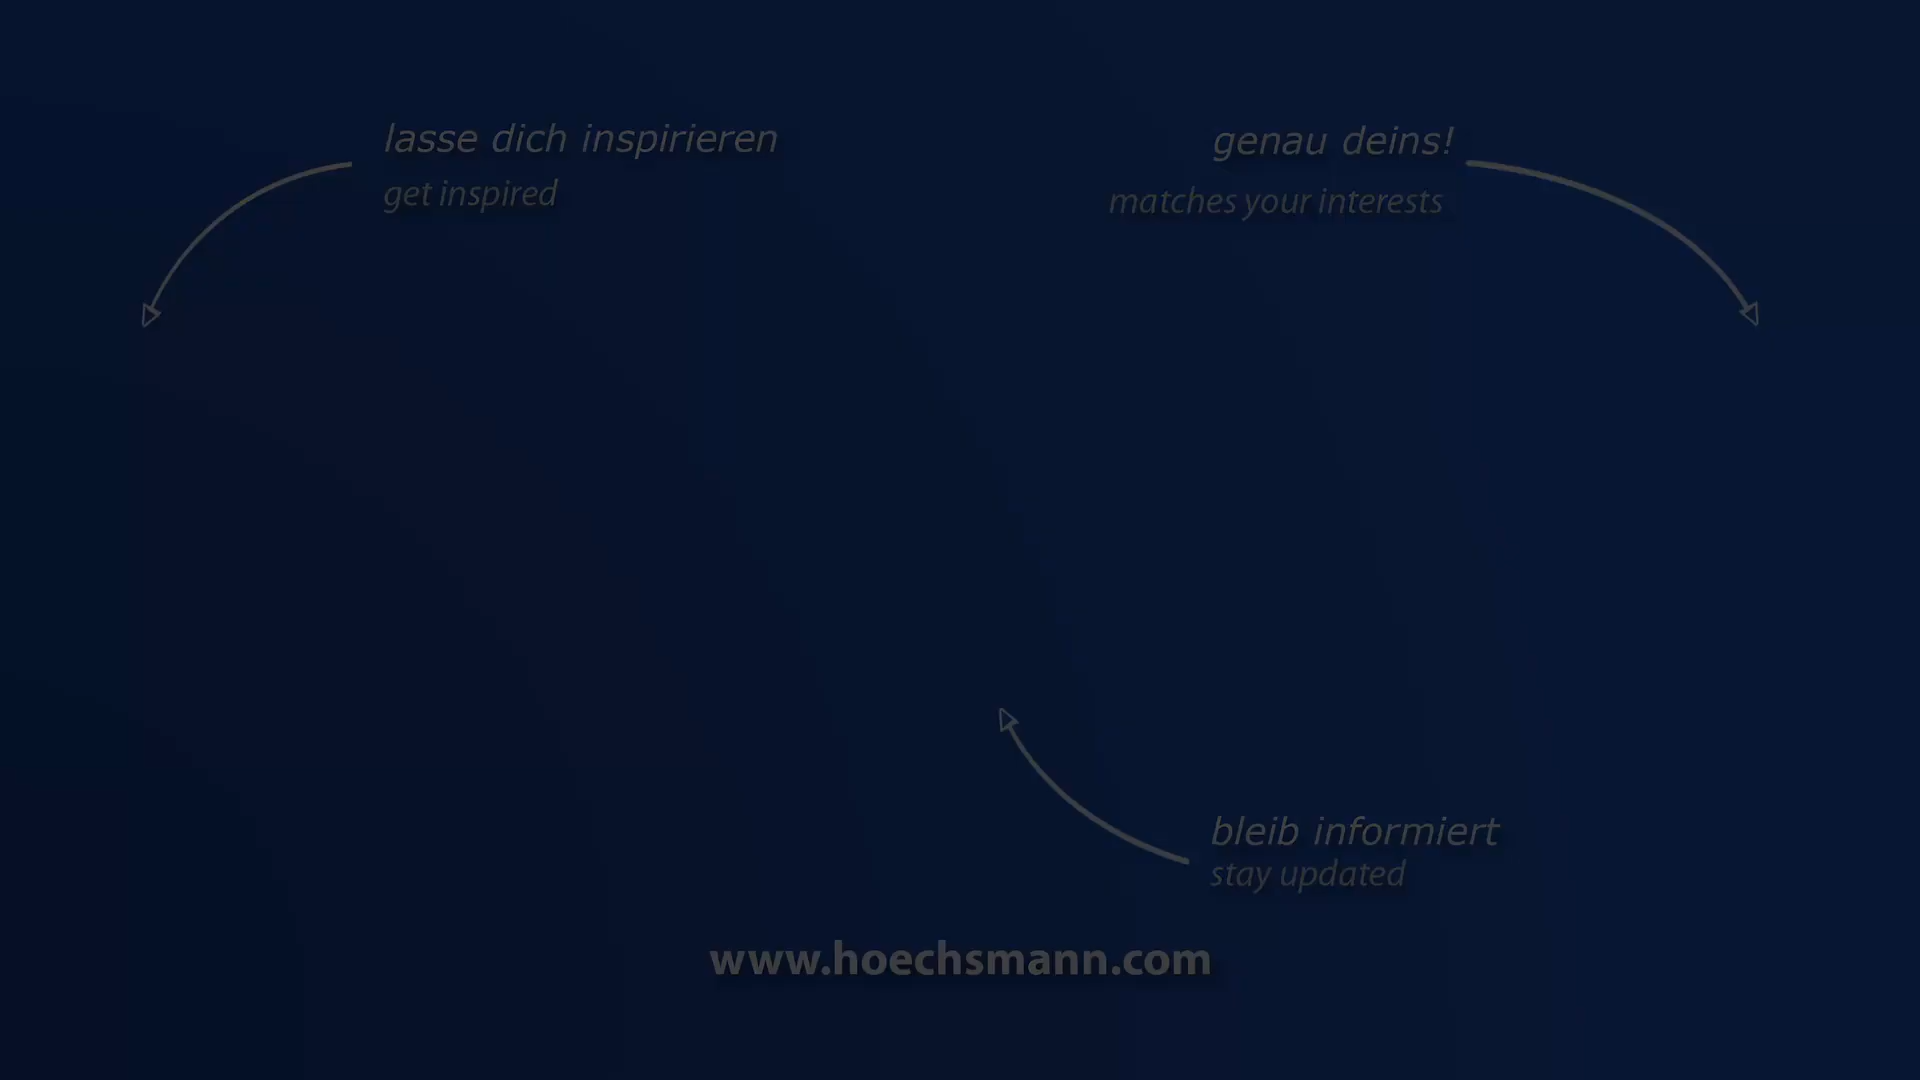 lasse dich inspirieren
get inspired
genau deins!
matches your interests
bleib informiert
stay updated
www.hoechsmann.com